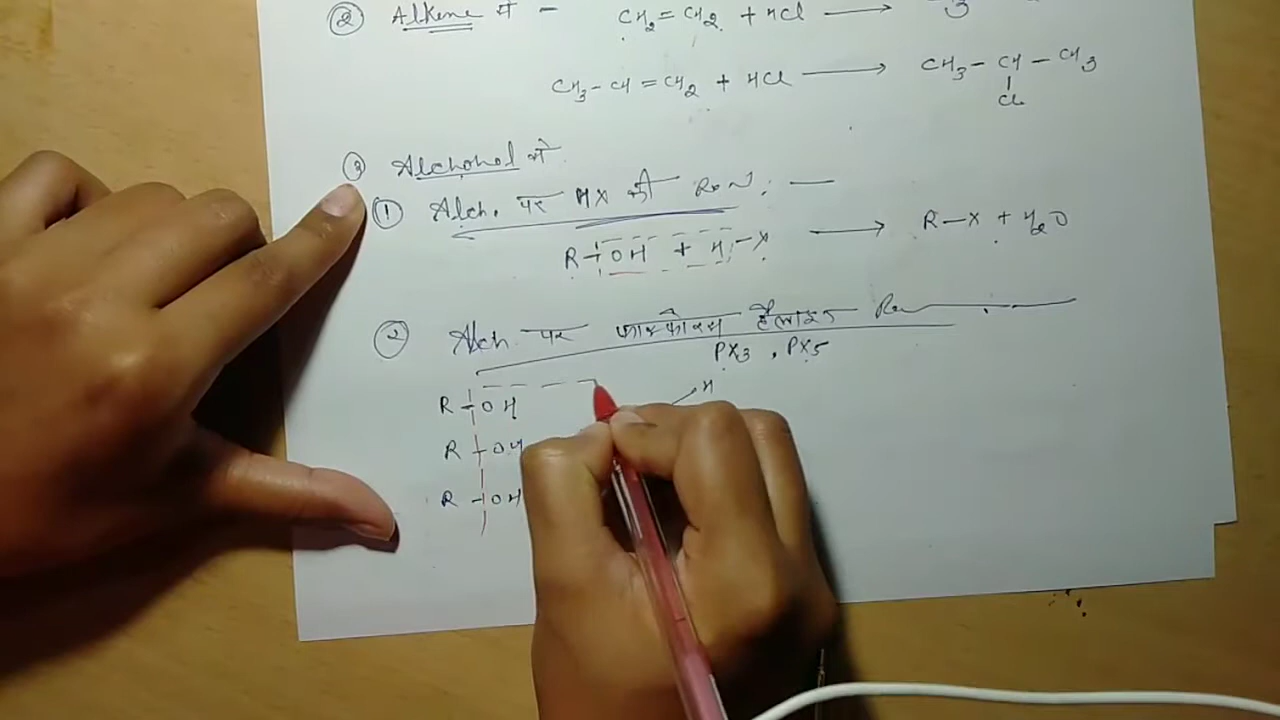 ② Alkene से - CH2=CH2 + HCl ⟶
CH3-CH=CH2 + HCl ⟶ CH3-CH-CH3
Cl
③ Alchohol से
① Alch. पर HX की Rxn : —
R-OH + H-X ⟶ R-X + H2O
② Alch. पर फास्फोरस हैलाइड Rxn
PX3 , PX5
R-OH H
R-OH
R-OH